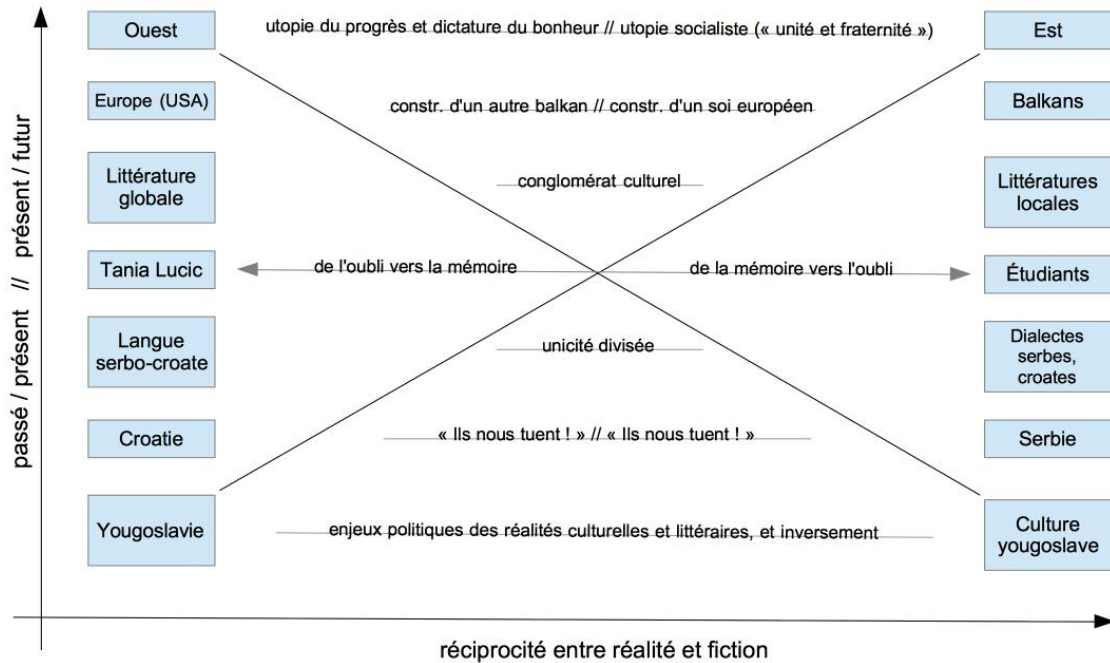 Ouest
utopie du progrès et dictature du bonheur // utopie socialiste (« unité et fraternité »)
Est
Europe (USA)
constr. d'un autre balkan // constr. d'un soi européen
Balkans
Littérature
globale
conglomérat culturel
Littératures
locales
Tania Lucic
de l'oubli vers la mémoire
de la mémoire vers l'oubli
Étudiants
Langue
serbo-croate
unicité divisée
Dialectes
serbes,
croates
Croatie
« Ils nous tuent ! » // « Ils nous tuent ! »
Serbie
Yougoslavie
enjeux politiques des réalités culturelles et littéraires, et inversement
Culture
yougoslave
passé / présent // présent / futur
réciprocité entre réalité et fiction